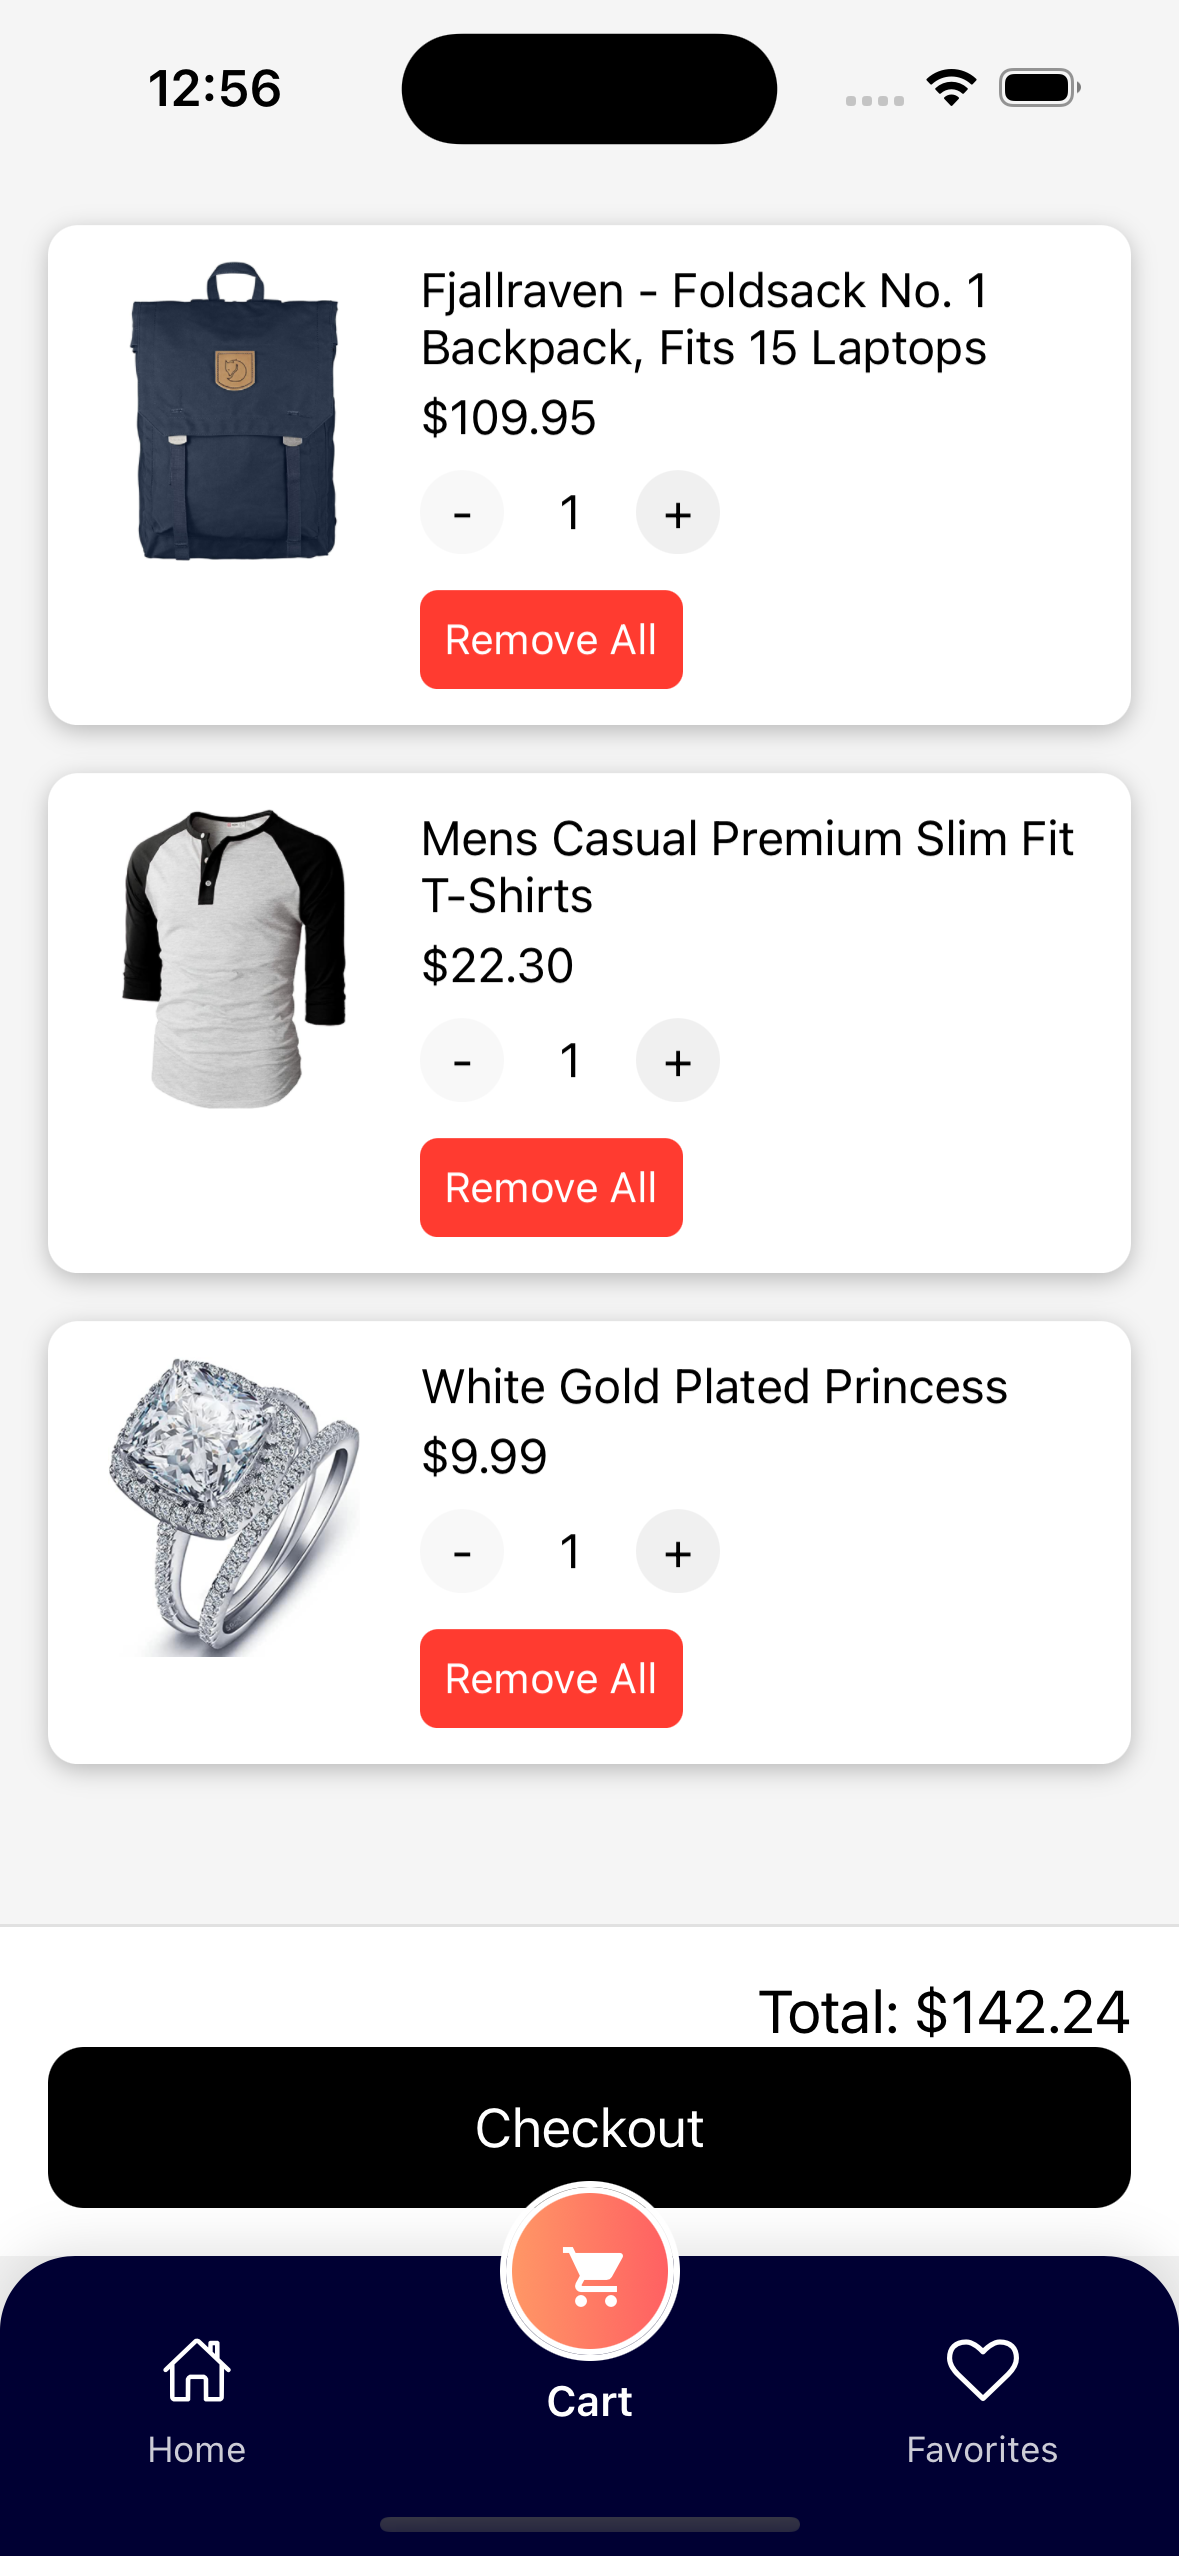 12:56
Fjallraven - Foldsack No. 1
Backpack, Fits 15 Laptops
$109.95
- 1 +
Remove All
Mens Casual Premium Slim Fit
T-Shirts
$22.30
- 1 +
Remove All
White Gold Plated Princess
$9.99
- 1 +
Remove All
Total: $142.24
Checkout
Cart
Home
Favorites